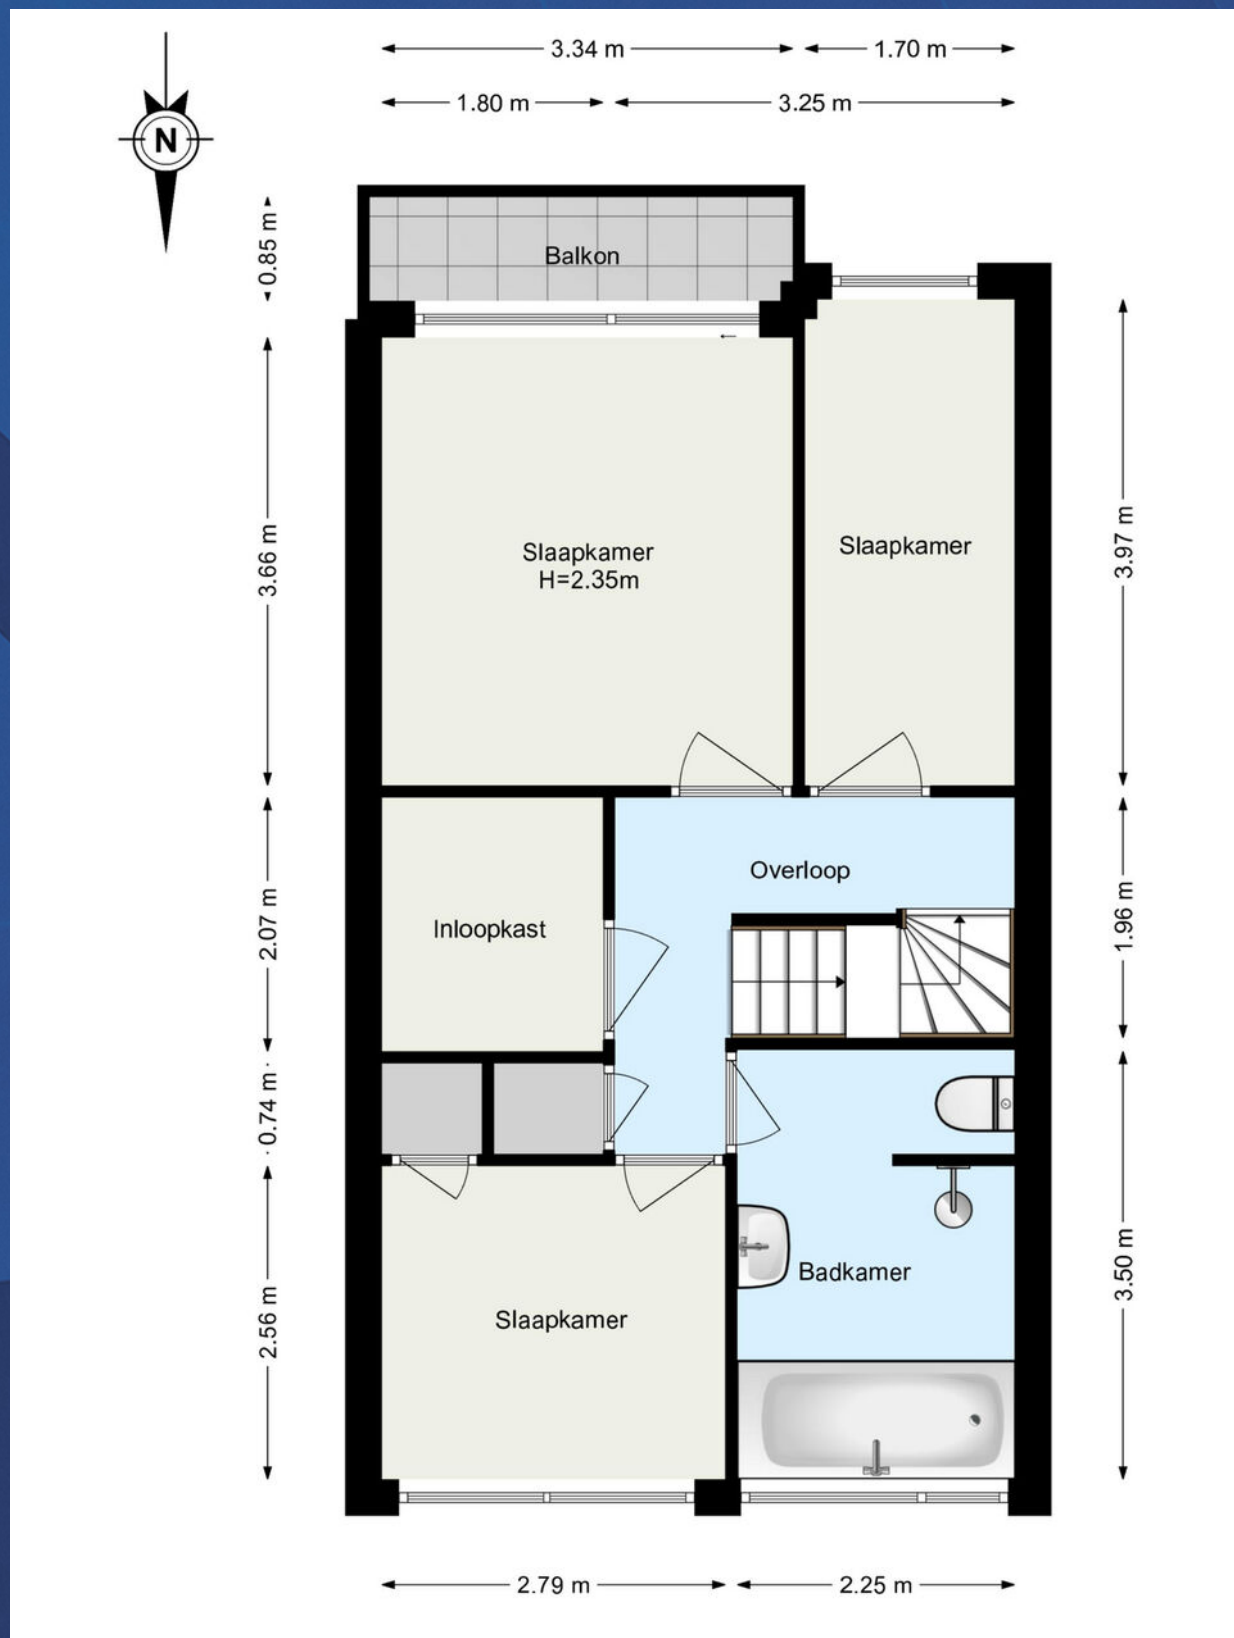 3.34 m
1.70 m
1.80 m
3.25 m
N
0.85 m
Balkon
3.66 m
Slaapkamer
H=2.35m
Slaapkamer
3.97 m
Overloop
2.07 m
Inloopkast
1.96 m
0.74 m
Badkamer
3.50 m
2.56 m
Slaapkamer
2.79 m
2.25 m